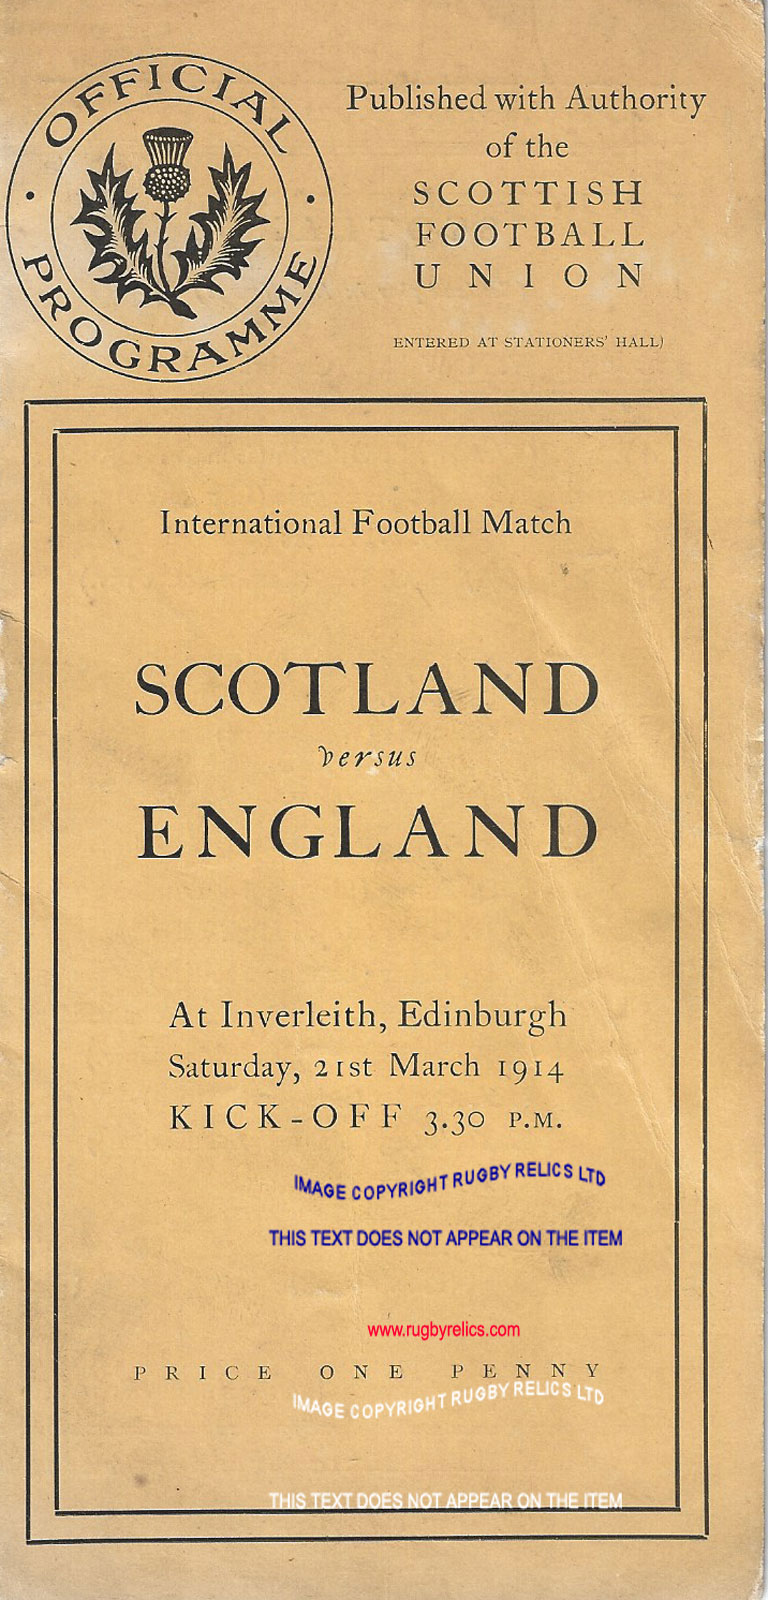 OFFICIAL PROGRAMME
Published with Authority
of the
SCOTTISH
FOOTBALL
UNION
ENTERED AT STATIONERS' HALL)
International Football Match
SCOTLAND
versus
ENGLAND
At Inverleith, Edinburgh
Saturday, 21st March 1914
KICK-OFF 3.30 P.M.
IMAGE COPYRIGHT RUGBY RELICS LTD
THIS TEXT DOES NOT APPEAR ON THE ITEM
www.rugbyrelics.com
PRICE ONE PENNY
IMAGE COPYRIGHT RUGBY RELICS LTD
THIS TEXT DOES NOT APPEAR ON THE ITEM